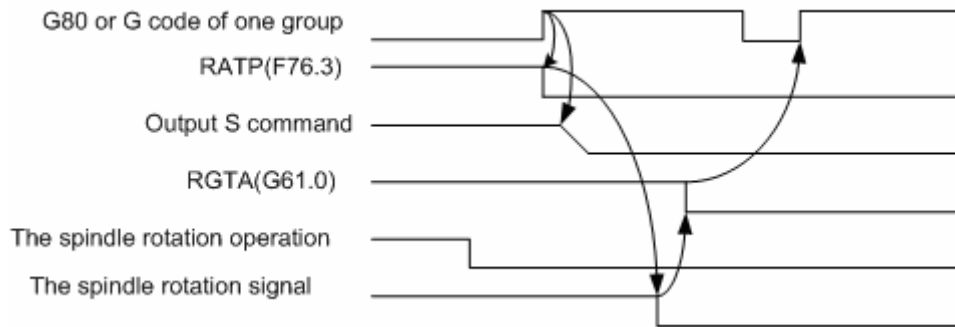 G80 or G code of one group
RATP(F76.3)
Output S command
RGTA(G61.0)
The spindle rotation operation
The spindle rotation signal